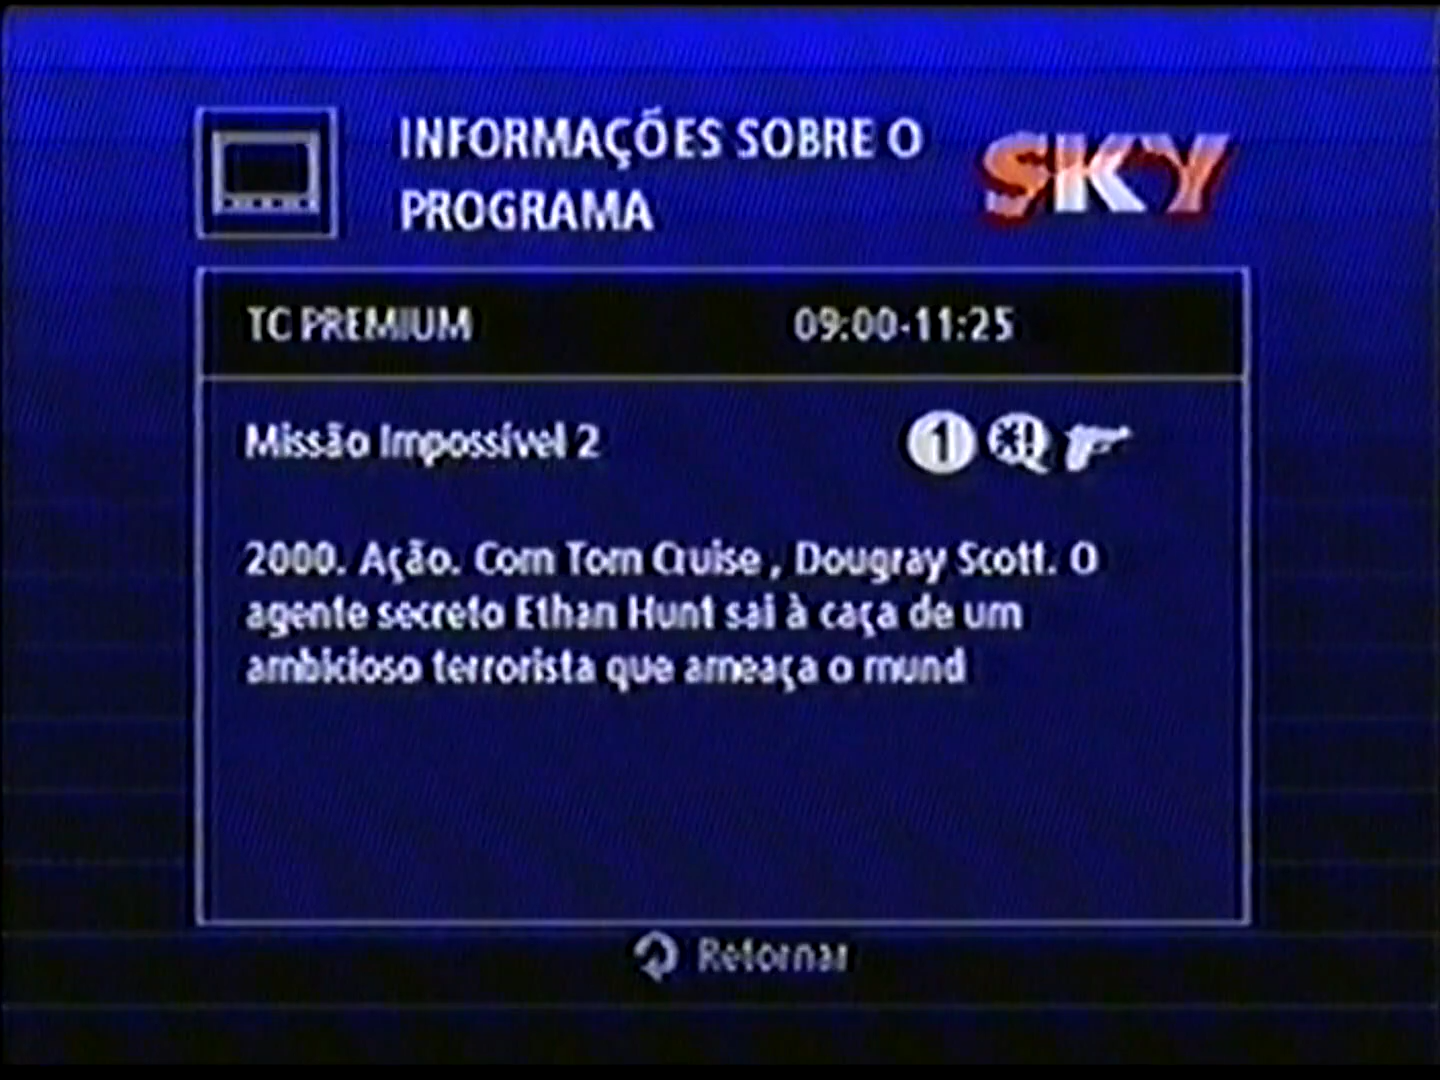 INFORMAÇÕES SOBRE O
PROGRAMA
SKY
TC PREMIUM 09:00-11:25
Missão Impossível 2 1 *!
2000. Ação. Com Tom Cruise , Dougray Scott. O
agente secreto Ethan Hunt sai à caça de um
ambicioso terrorista que ameaça o mund
Retornar